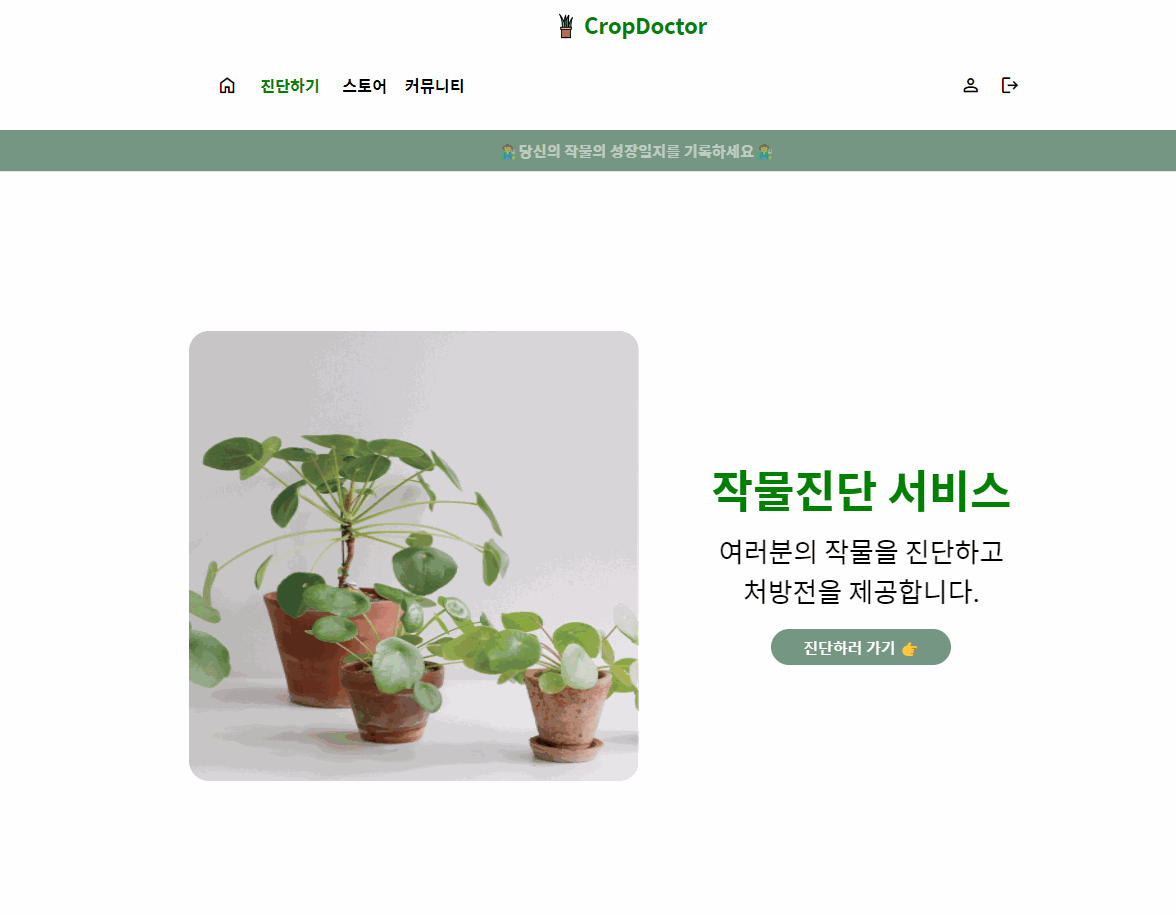 CropDoctor
진단하기 스토어 커뮤니티
당신의 작물의 성장일지를 기록하세요
작물진단 서비스
여러분의 작물을 진단하고
처방전을 제공합니다.
진단하러 가기 👉